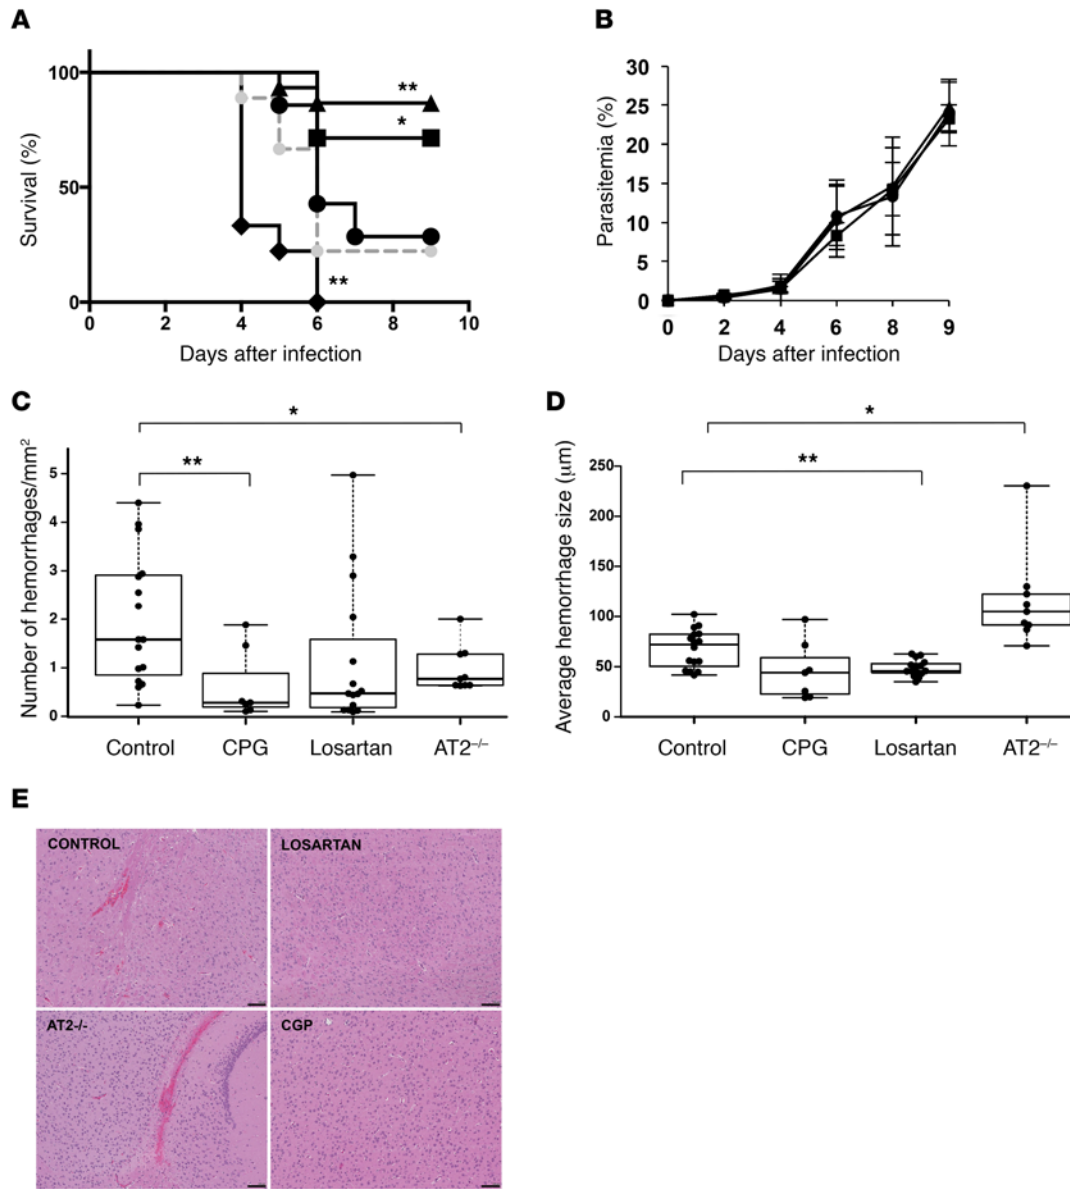 A
Survival (%)
100
50
0
**
*
**
0 2 4 6 8 10
Days after infection
B
Parasitemia (%)
30
25
20
15
10
5
0
0 2 4 6 8 9
Days after infection
C
Number of hemorrhages/mm²
5
4
3
2
1
0
*
**
Control CPG Losartan AT2–/–
D
Average hemorrhage size (μm)
250
200
150
100
50
0
*
**
Control CPG Losartan AT2–/–
E
CONTROL
LOSARTAN
AT2-/-
CGP